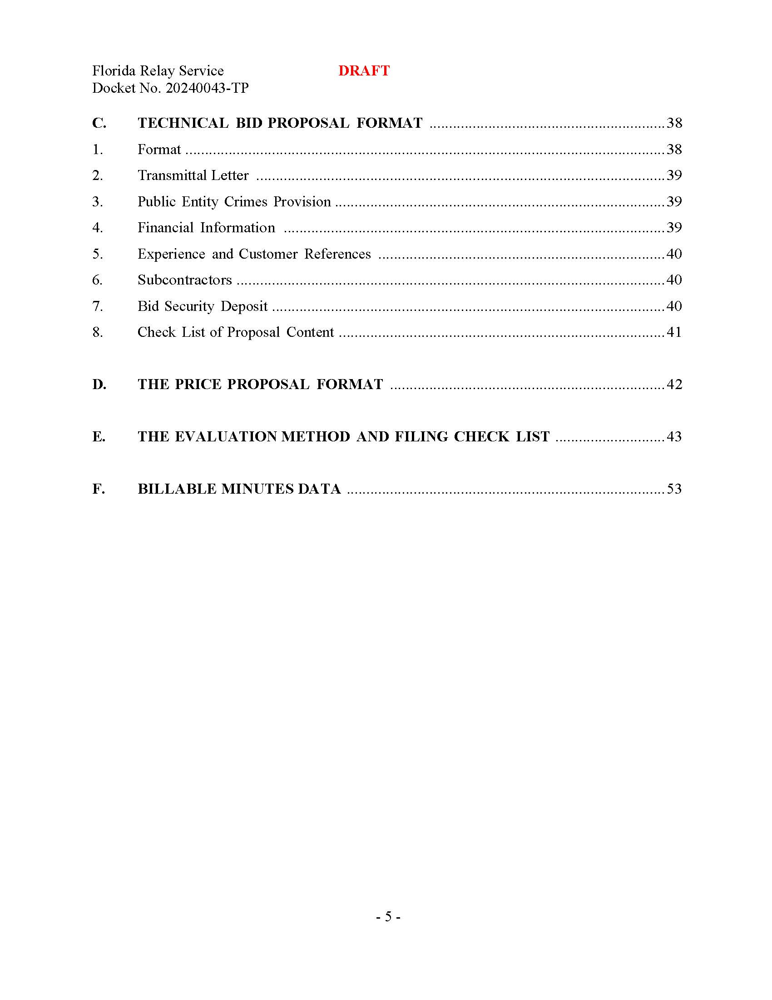 Florida Relay Service DRAFT
Docket No. 20240043-TP
C. TECHNICAL BID PROPOSAL FORMAT ............................................................ 38
1. Format .......................................................................................................................... 38
2. Transmittal Letter ........................................................................................................ 39
3. Public Entity Crimes Provision .................................................................................... 39
4. Financial Information ................................................................................................. 39
5. Experience and Customer References ......................................................................... 40
6. Subcontractors ............................................................................................................. 40
7. Bid Security Deposit .................................................................................................... 40
8. Check List of Proposal Content ................................................................................... 41
D. THE PRICE PROPOSAL FORMAT ...................................................................... 42
E. THE EVALUATION METHOD AND FILING CHECK LIST ............................ 43
F. BILLABLE MINUTES DATA ................................................................................. 53
- 5 -